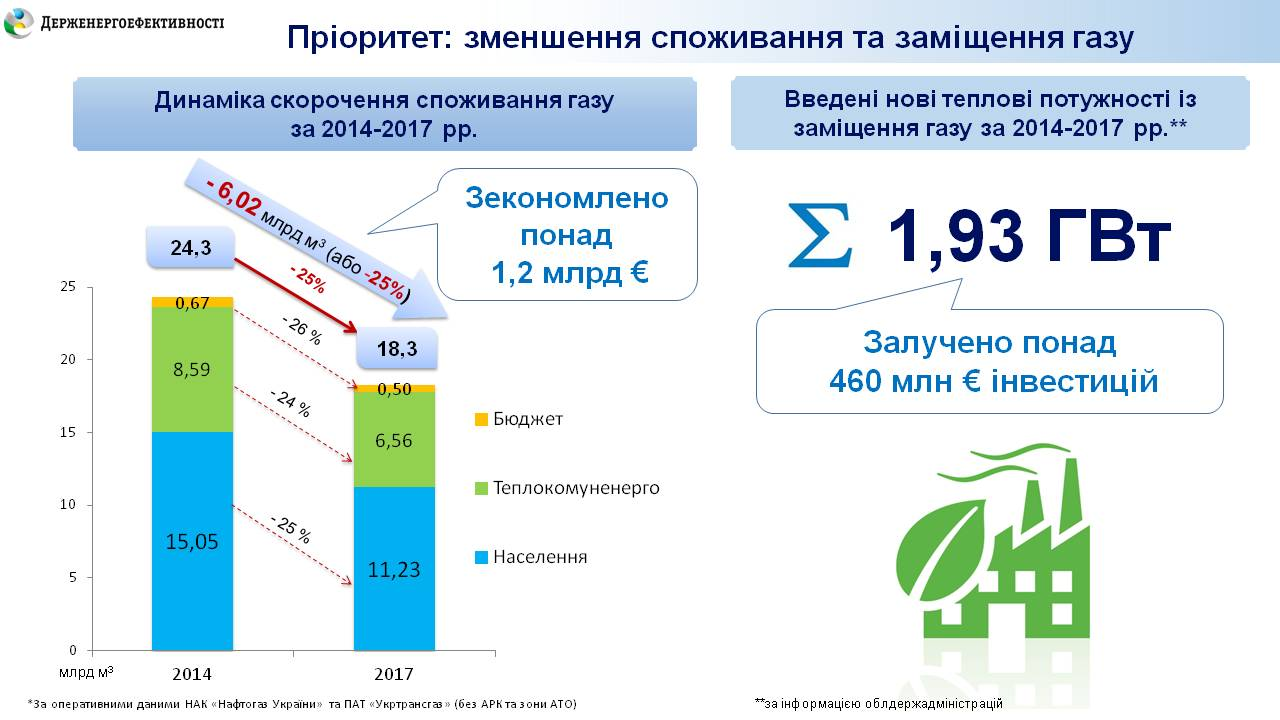 ДЕРЖЕНЕРГОЕФЕКТИВНОСТІ
Пріоритет: зменшення споживання та заміщення газу
Динаміка скорочення споживання газу
за 2014-2017 рр.
Введені нові теплові потужності із
заміщення газу за 2014-2017 рр.**
- 6,02 млрд м³ (або -25%)
Зекономлено
понад
1,2 млрд €
Σ 1,93 ГВт
Залучено понад
460 млн € інвестицій
24,3
- 25%
18,3
25
20
15
10
5
0
0,67
8,59
15,05
- 26 %
- 24 %
- 25 %
0,50
6,56
11,23
Бюджет
Теплокомуненерго
Населення
млрд м³
2014
2017
*За оперативними даними НАК «Нафтогаз України» та ПАТ «Укртрансгаз» (без АРК та зони АТО)
**за інформацією облдержадміністрацій